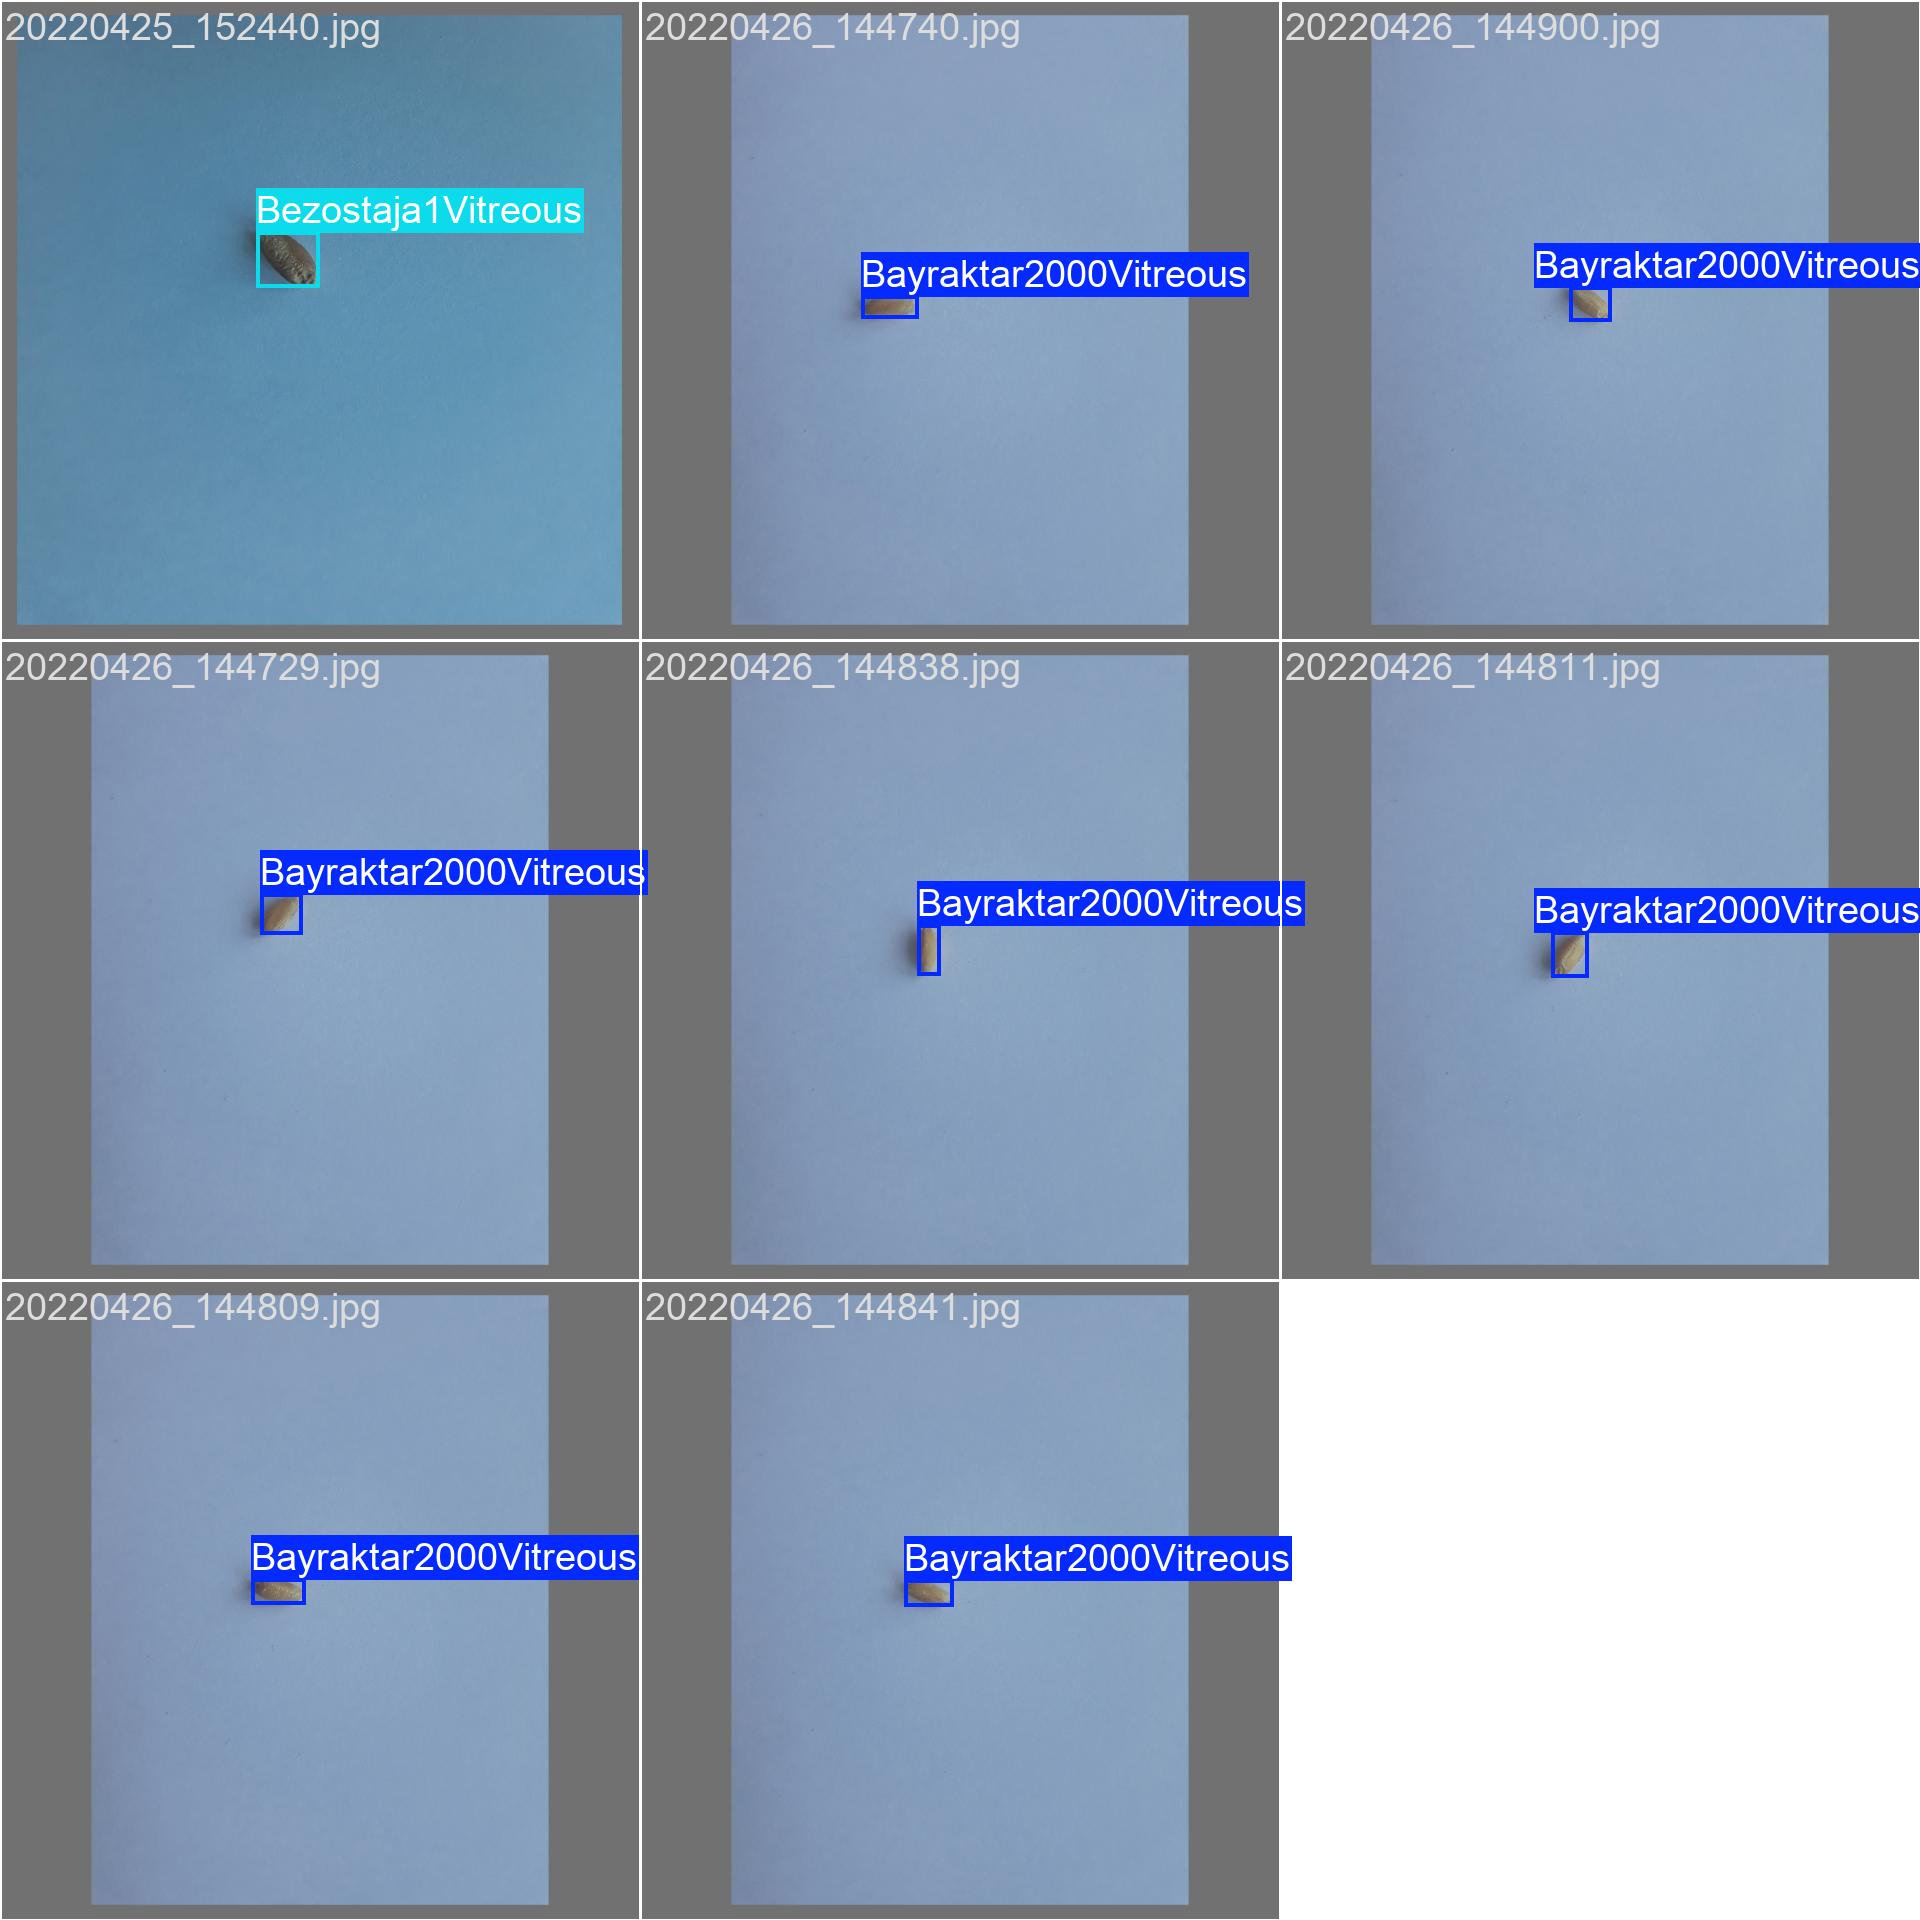 20220425_152440.jpg
Bezostaja1Vitreous
20220426_144740.jpg
Bayraktar2000Vitreous
20220426_144900.jpg
Bayraktar2000Vitreous
20220426_144729.jpg
Bayraktar2000Vitreous
20220426_144838.jpg
Bayraktar2000Vitreous
20220426_144811.jpg
Bayraktar2000Vitreous
20220426_144809.jpg
Bayraktar2000Vitreous
20220426_144841.jpg
Bayraktar2000Vitreous